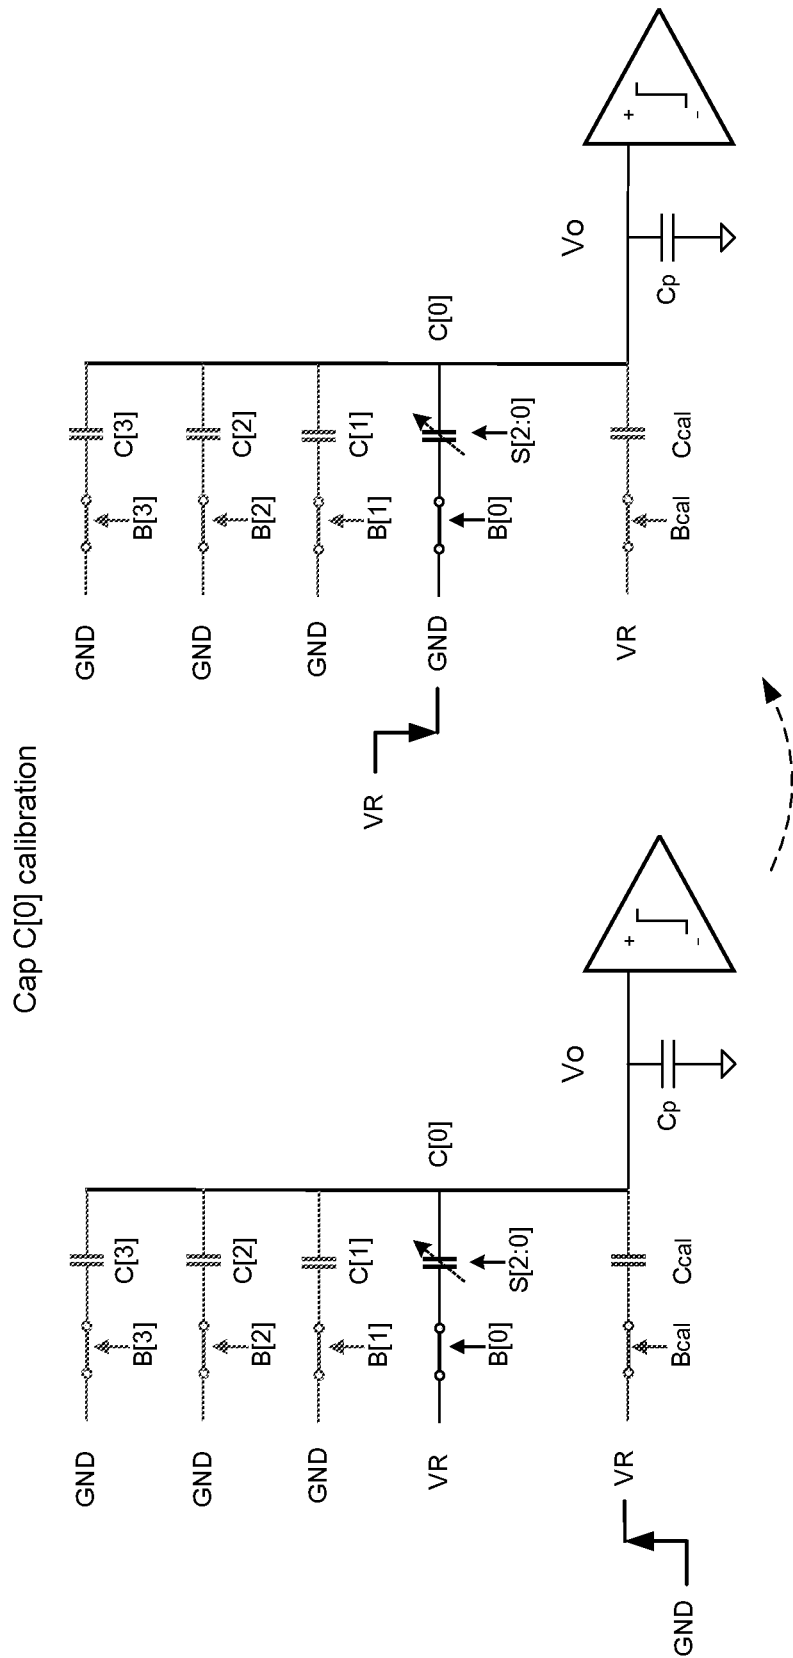 Cap C[0] calibration
GND
B[3]
C[3]
GND
B[2]
C[2]
GND
B[1]
C[1]
VR
B[0]
S[2:0]
C[0]
GND
VR
Bcal
Ccal
Vo
Cp
+
-
GND
B[3]
C[3]
GND
B[2]
C[2]
GND
B[1]
C[1]
VR
GND
B[0]
S[2:0]
C[0]
VR
Bcal
Ccal
Vo
Cp
+
-